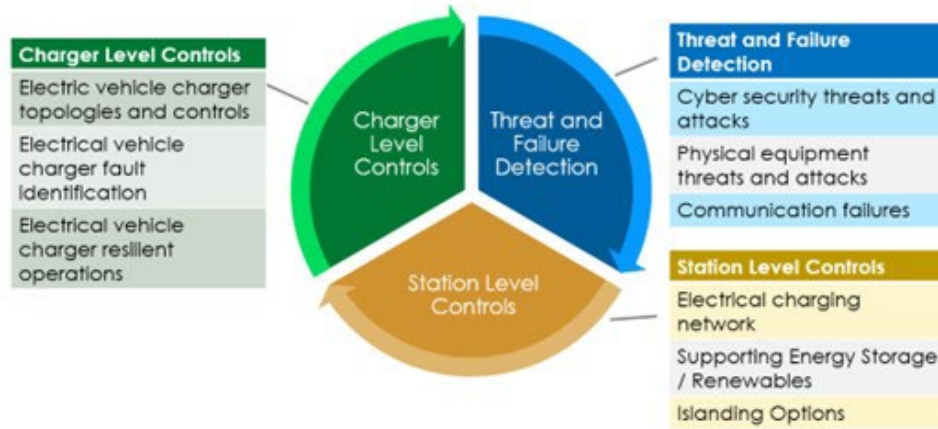 Charger Level Controls
Electric vehicle charger
topologies and controls
Electrical vehicle
charger fault
identification
Electrical vehicle
charger resilient
operations
Charger
Level
Controls
Threat and
Failure
Detection
Station Level
Controls
Threat and Failure
Detection
Cyber security threats and
attacks
Physical equipment
threats and attacks
Communication failures
Station Level Controls
Electrical charging
network
Supporting Energy Storage
/ Renewables
Islanding Options